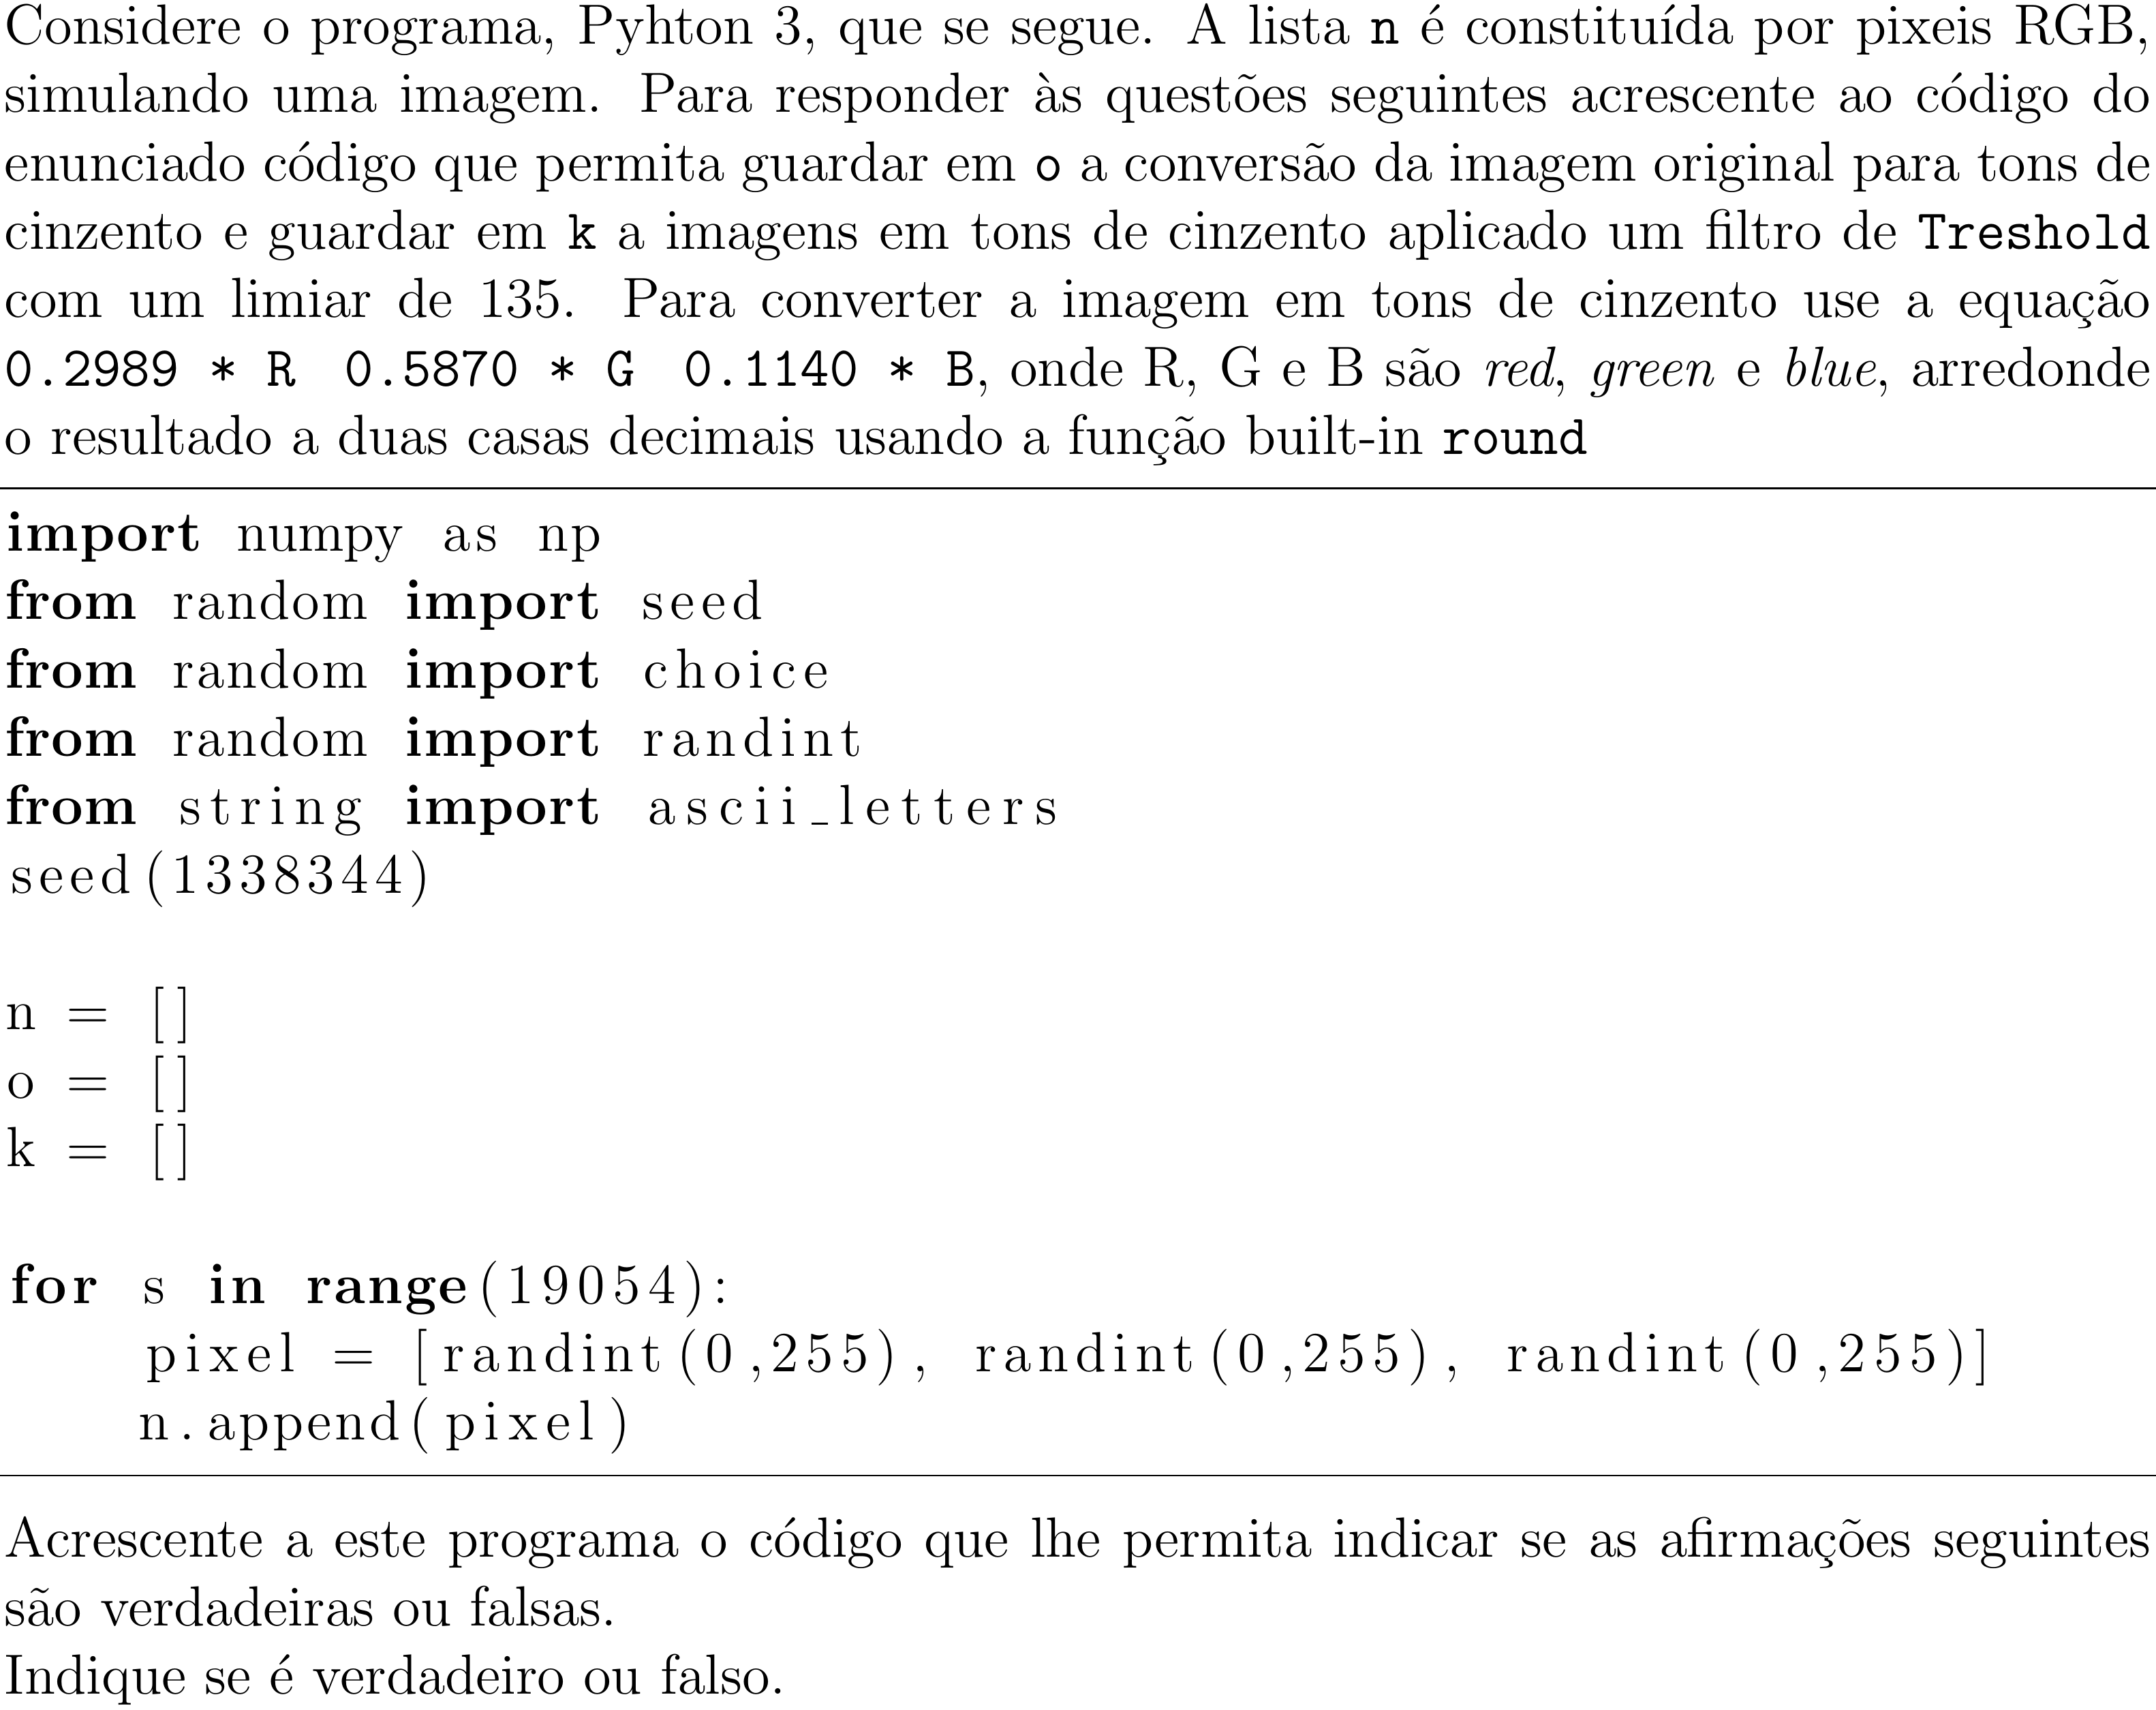 Considere o programa, Pyhton 3, que se segue. A lista n é constituída por pixeis RGB,
simulando uma imagem. Para responder às questões seguintes acrescente ao código do
enunciado código que permita guardar em o a conversão da imagem original para tons de
cinzento e guardar em k a imagens em tons de cinzento aplicado um filtro de Treshold
com um limiar de 135. Para converter a imagem em tons de cinzento use a equação
0.2989 * R 0.5870 * G 0.1140 * B, onde R, G e B são red, green e blue, arredonde
o resultado a duas casas decimais usando a função built-in round
import numpy as np
from random import seed
from random import choice
from random import randint
from string import ascii_letters
seed(1338344)
n = []
o = []
k = []
for s in range(19054):
    pixel = [randint(0,255), randint(0,255), randint(0,255)]
    n.append(pixel)
Acrescente a este programa o código que lhe permita indicar se as afirmações seguintes
são verdadeiras ou falsas.
Indique se é verdadeiro ou falso.